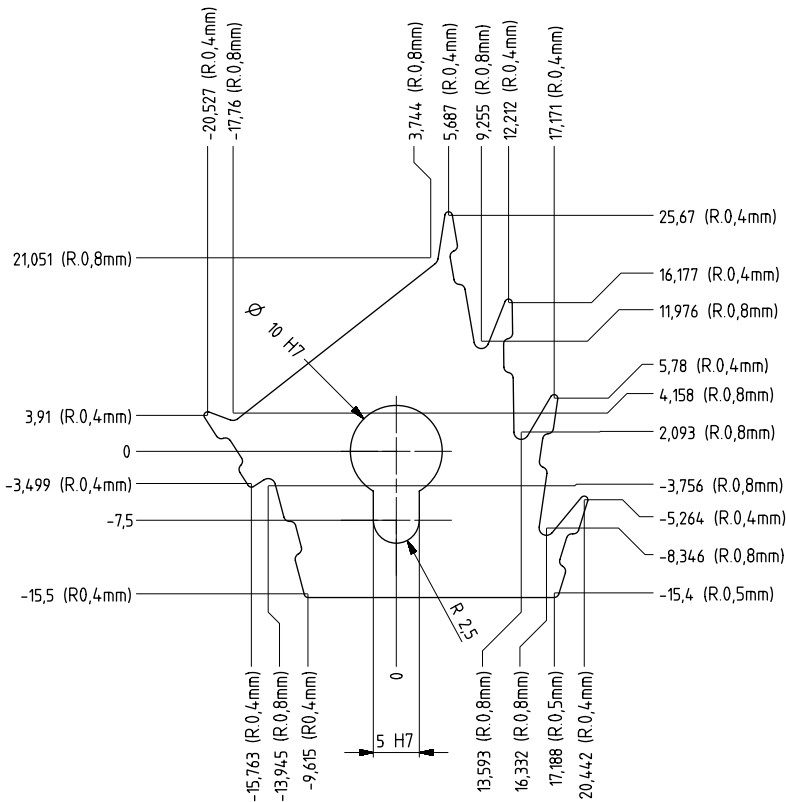 -20,527 (R.0,4mm)
-17,76 (R.0,8mm)
3,744 (R.0,8mm)
5,687 (R.0,4mm)
9,255 (R.0,8mm)
12,212 (R.0,4mm)
17,171 (R.0,4mm)
21,051 (R.0,8mm)
25,67 (R.0,4mm)
16,177 (R.0,4mm)
11,976 (R.0,8mm)
Ø 10 H7
5,78 (R.0,4mm)
4,158 (R.0,8mm)
3,91 (R.0,4mm)
2,093 (R.0,8mm)
0
-3,499 (R.0,4mm)
-3,756 (R.0,8mm)
-7,5
-5,264 (R.0,4mm)
-8,346 (R.0,8mm)
-15,5 (R0,4mm)
-15,4 (R.0,5mm)
R 2,5
0
5 H7
-15,763 (R.0,4mm)
-13,945 (R.0,8mm)
-9,615 (R0,4mm)
13,593 (R.0,8mm)
16,332 (R.0,8mm)
17,188 (R.0,5mm)
20,442 (R.0,4mm)